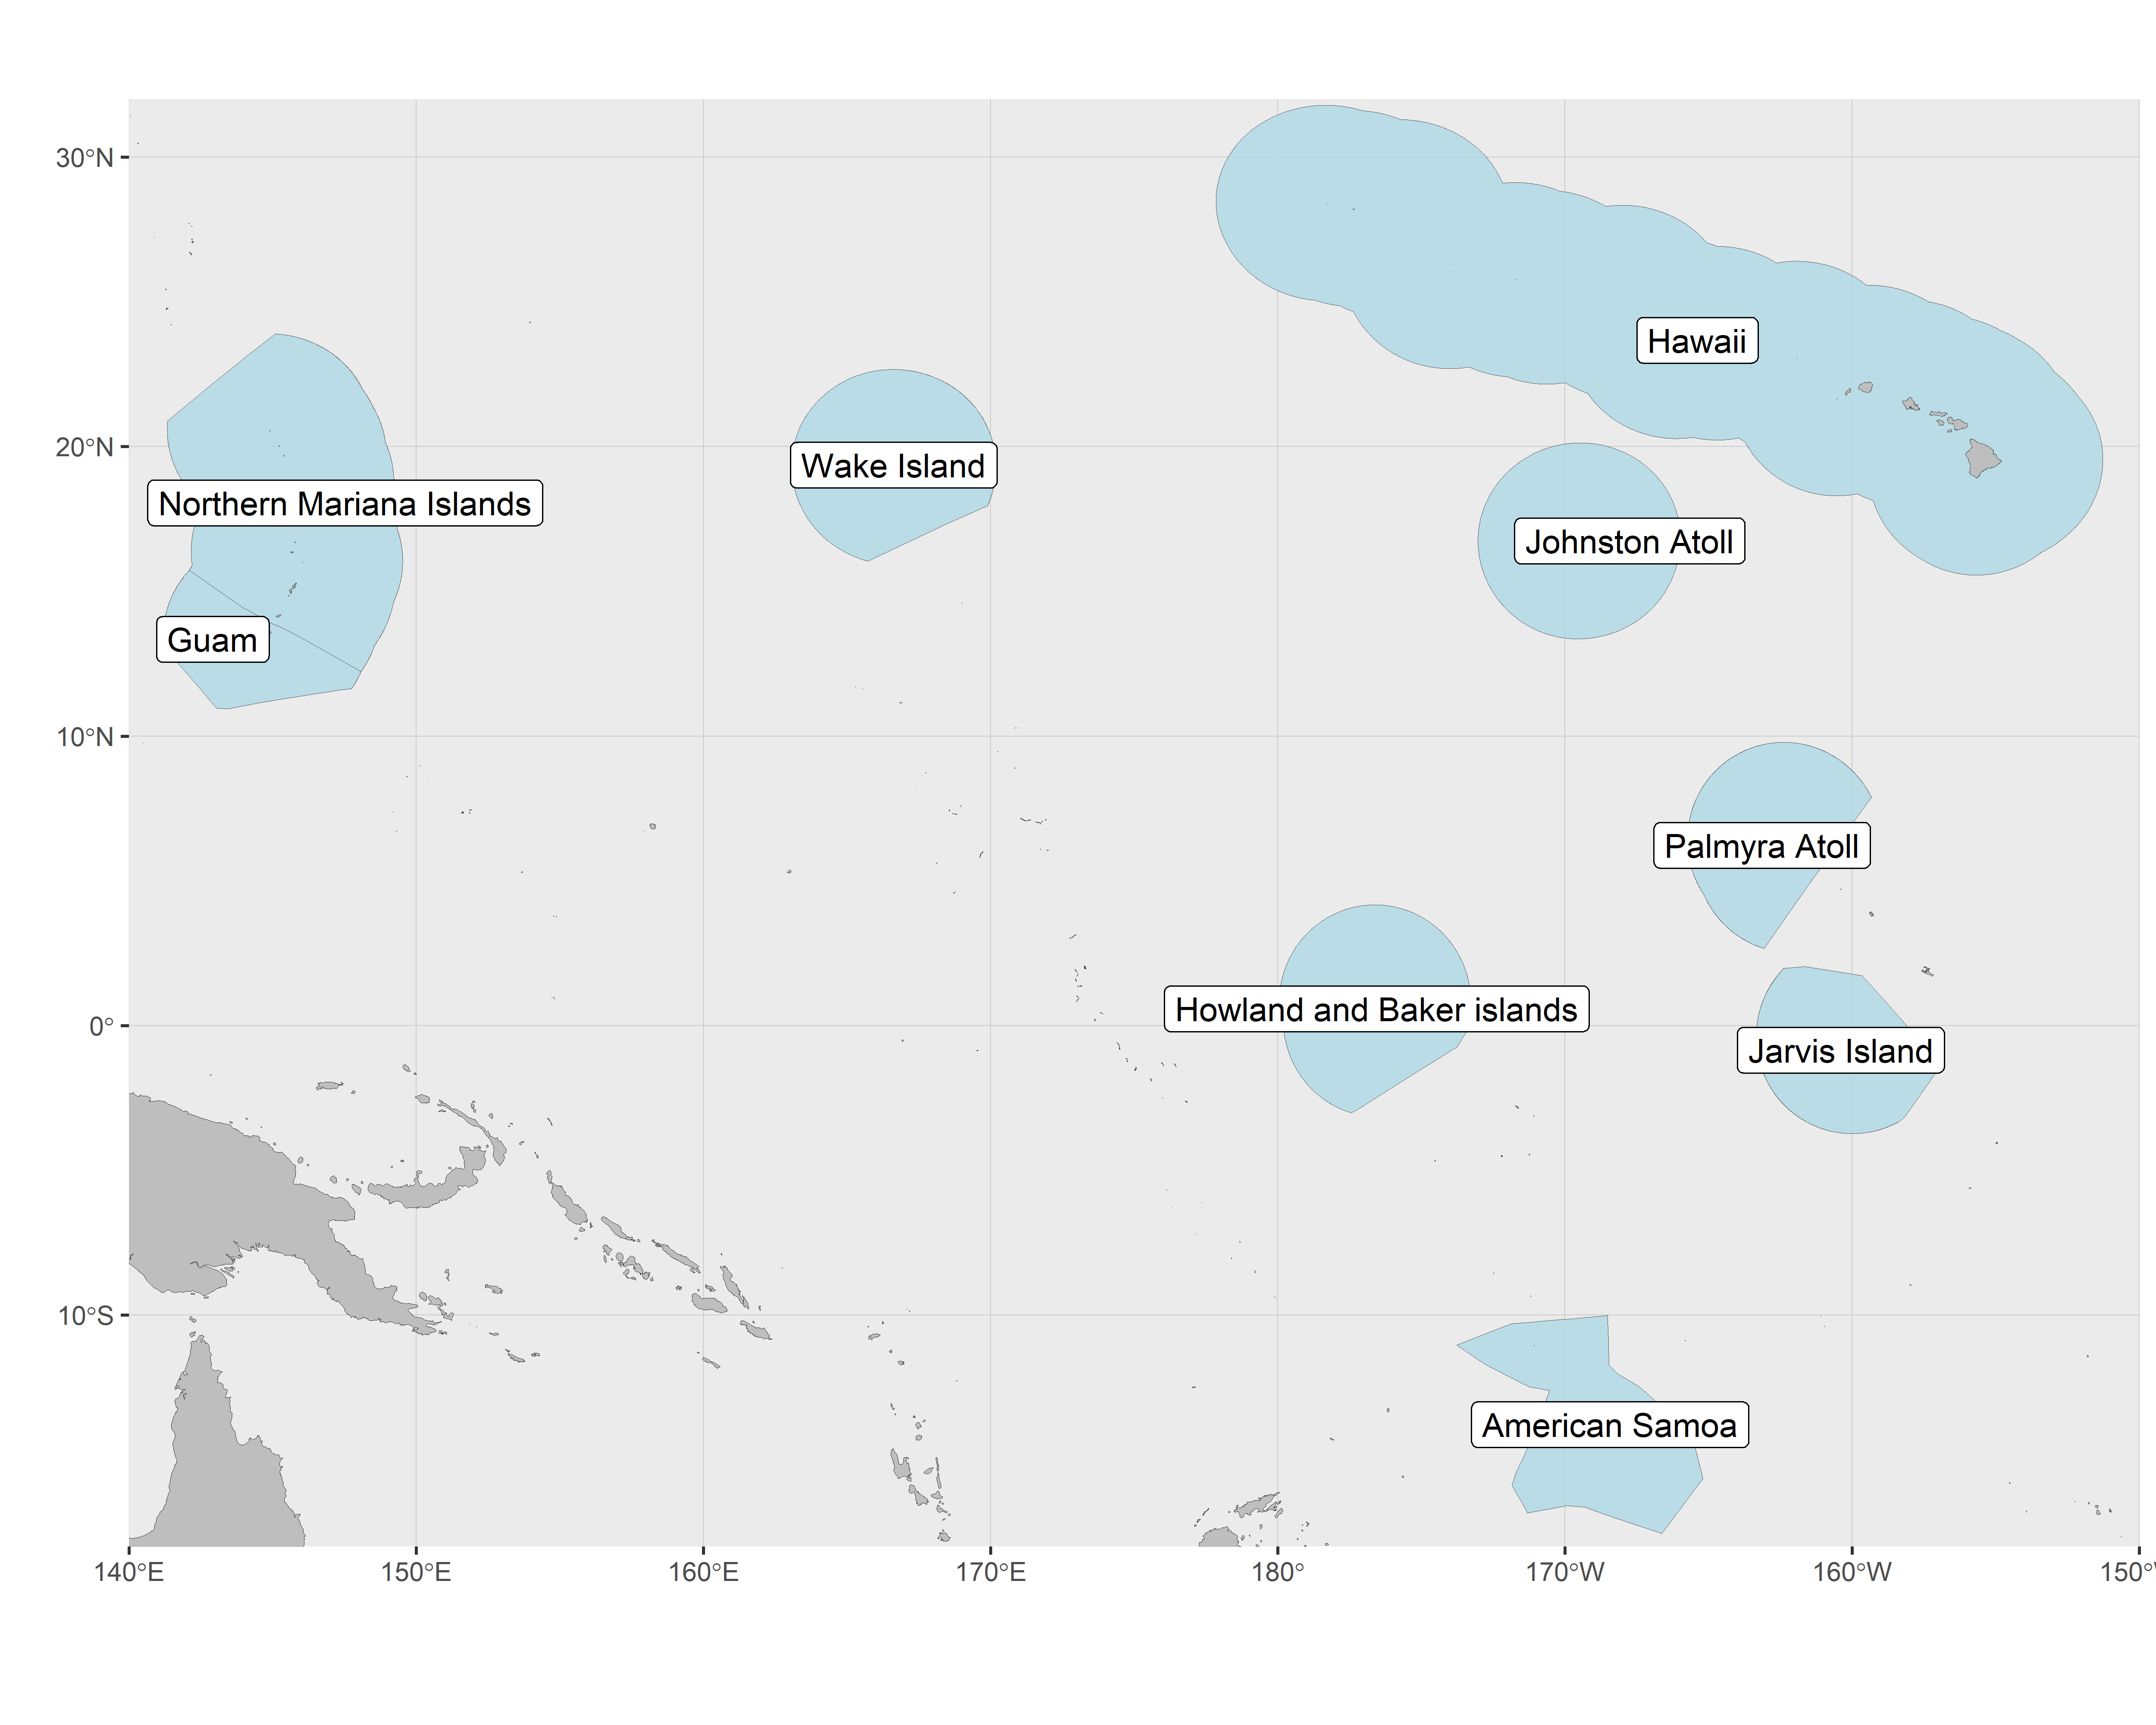 30°N
20°N
10°N
0°
10°S
Hawaii
Wake Island
Northern Mariana Islands
Johnston Atoll
Guam
Palmyra Atoll
Howland and Baker islands
Jarvis Island
American Samoa
140°E
150°E
160°E
170°E
180°
170°W
160°W
150°